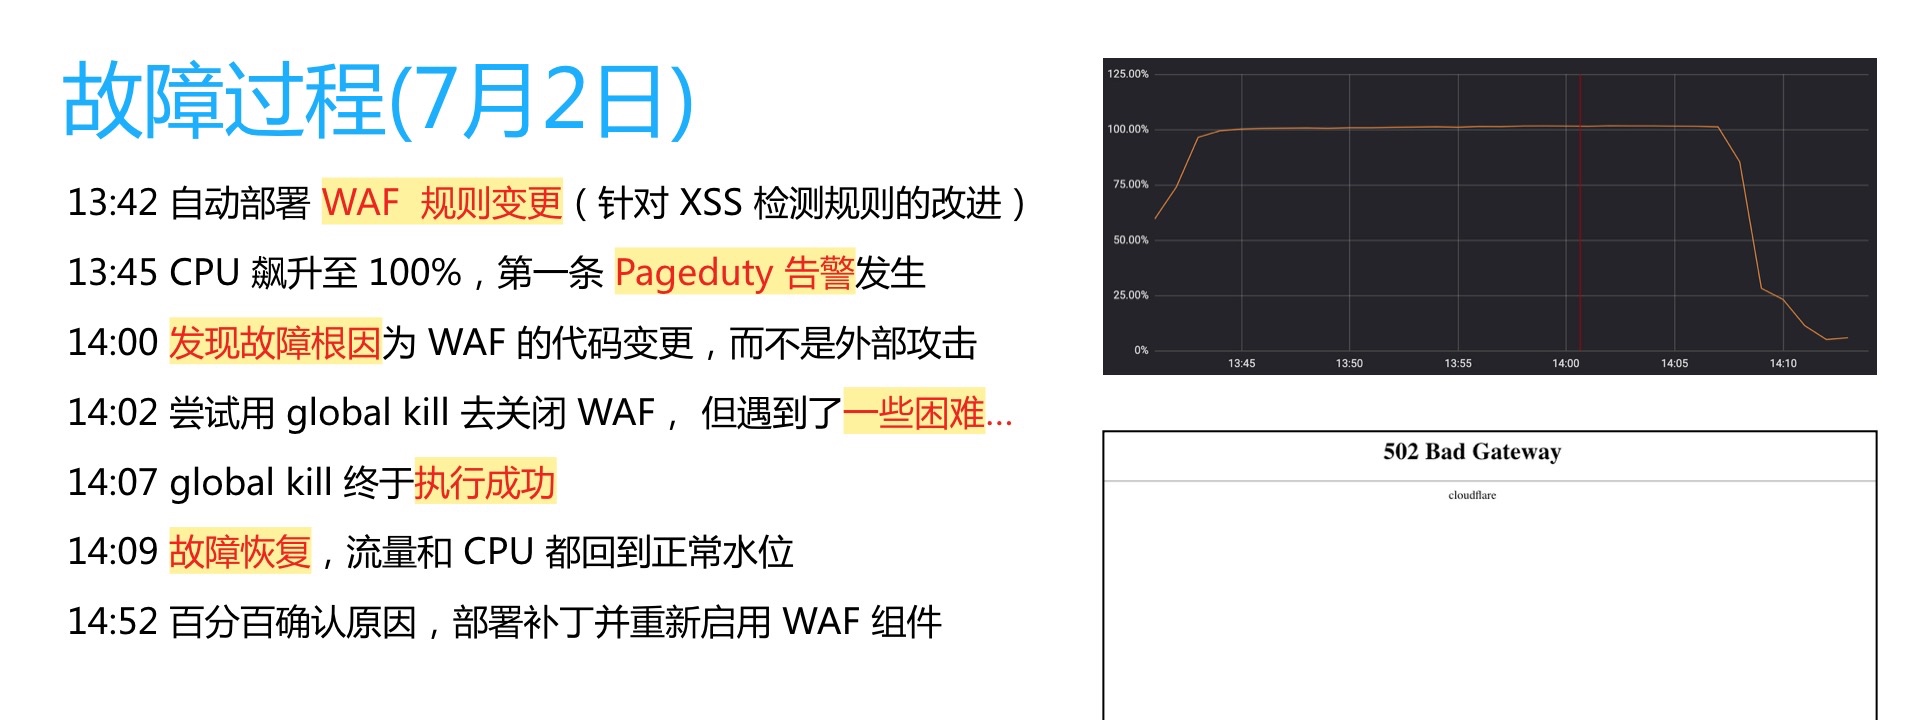 故障过程(7月2日)
13:42 自动部署 WAF 规则变更（针对 XSS 检测规则的改进）
13:45 CPU 飙升至 100%，第一条 Pageduty 告警发生
14:00 发现故障根因为 WAF 的代码变更，而不是外部攻击
14:02 尝试用 global kill 去关闭 WAF， 但遇到了一些困难...
14:07 global kill 终于执行成功
14:09 故障恢复，流量和 CPU 都回到正常水位
14:52 百分百确认原因，部署补丁并重新启用 WAF 组件
125.00%
100.00%
75.00%
50.00%
25.00%
0%
13:45 13:50 13:55 14:00 14:05 14:10
502 Bad Gateway
cloudflare